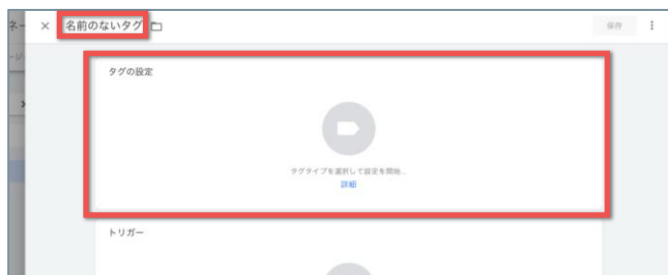 名前のないタグ
保存
タグの設定
タグタイプを選択して設定を開始...
詳細
トリガー